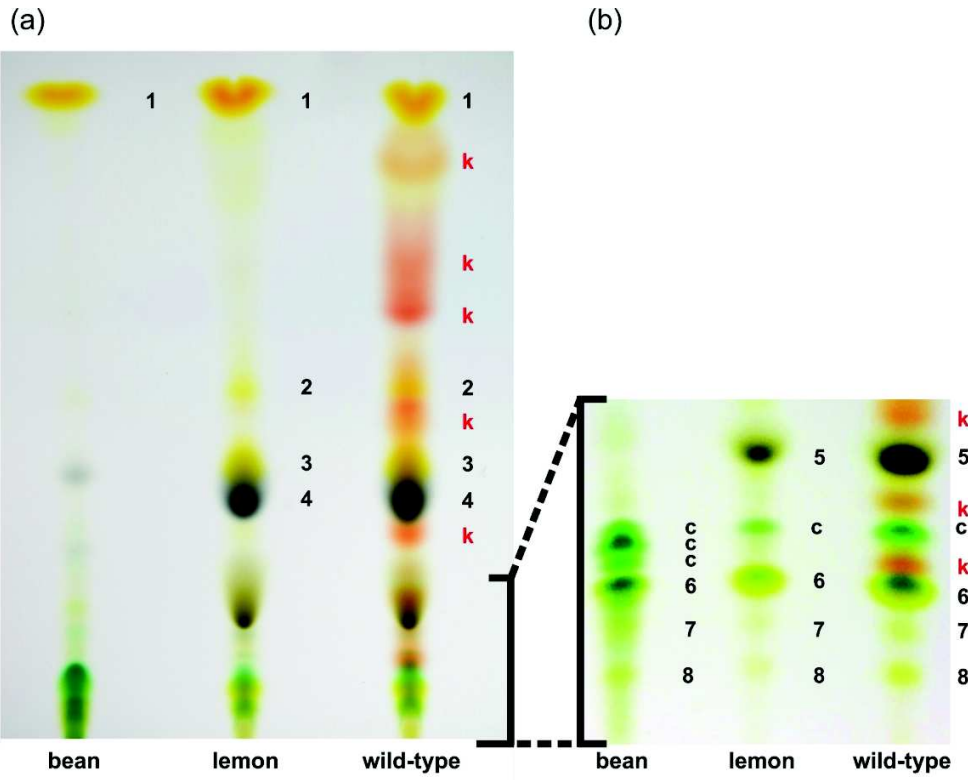 (a)
(b)
1 1 1
k
k
k
2 2
k
3 3
4 4
k
k
5 5
k
c c c
c
c k
6 6 6
7 7 7
8 8 8
bean lemon wild-type
bean lemon wild-type